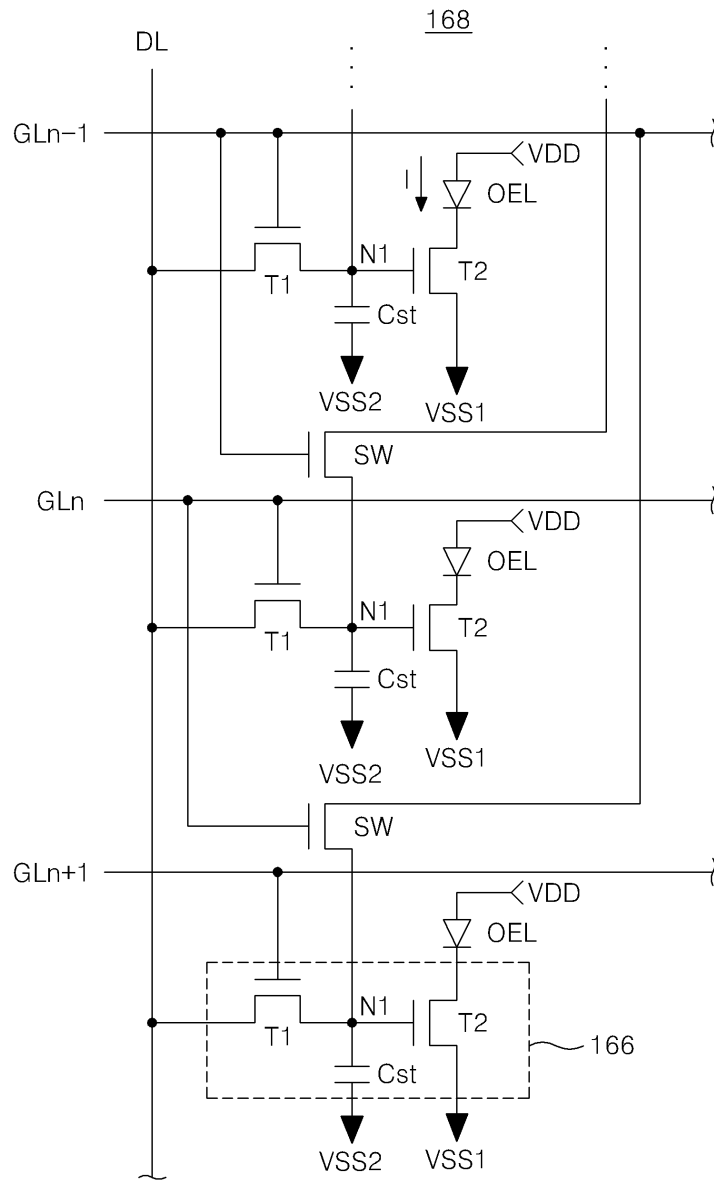 168
DL
GLn-1
VDD
I
OEL
N1
T1
T2
Cst
VSS2
VSS1
SW
GLn
VDD
OEL
N1
T1
T2
Cst
VSS2
VSS1
SW
GLn+1
VDD
OEL
N1
T1
T2
166
Cst
VSS2
VSS1